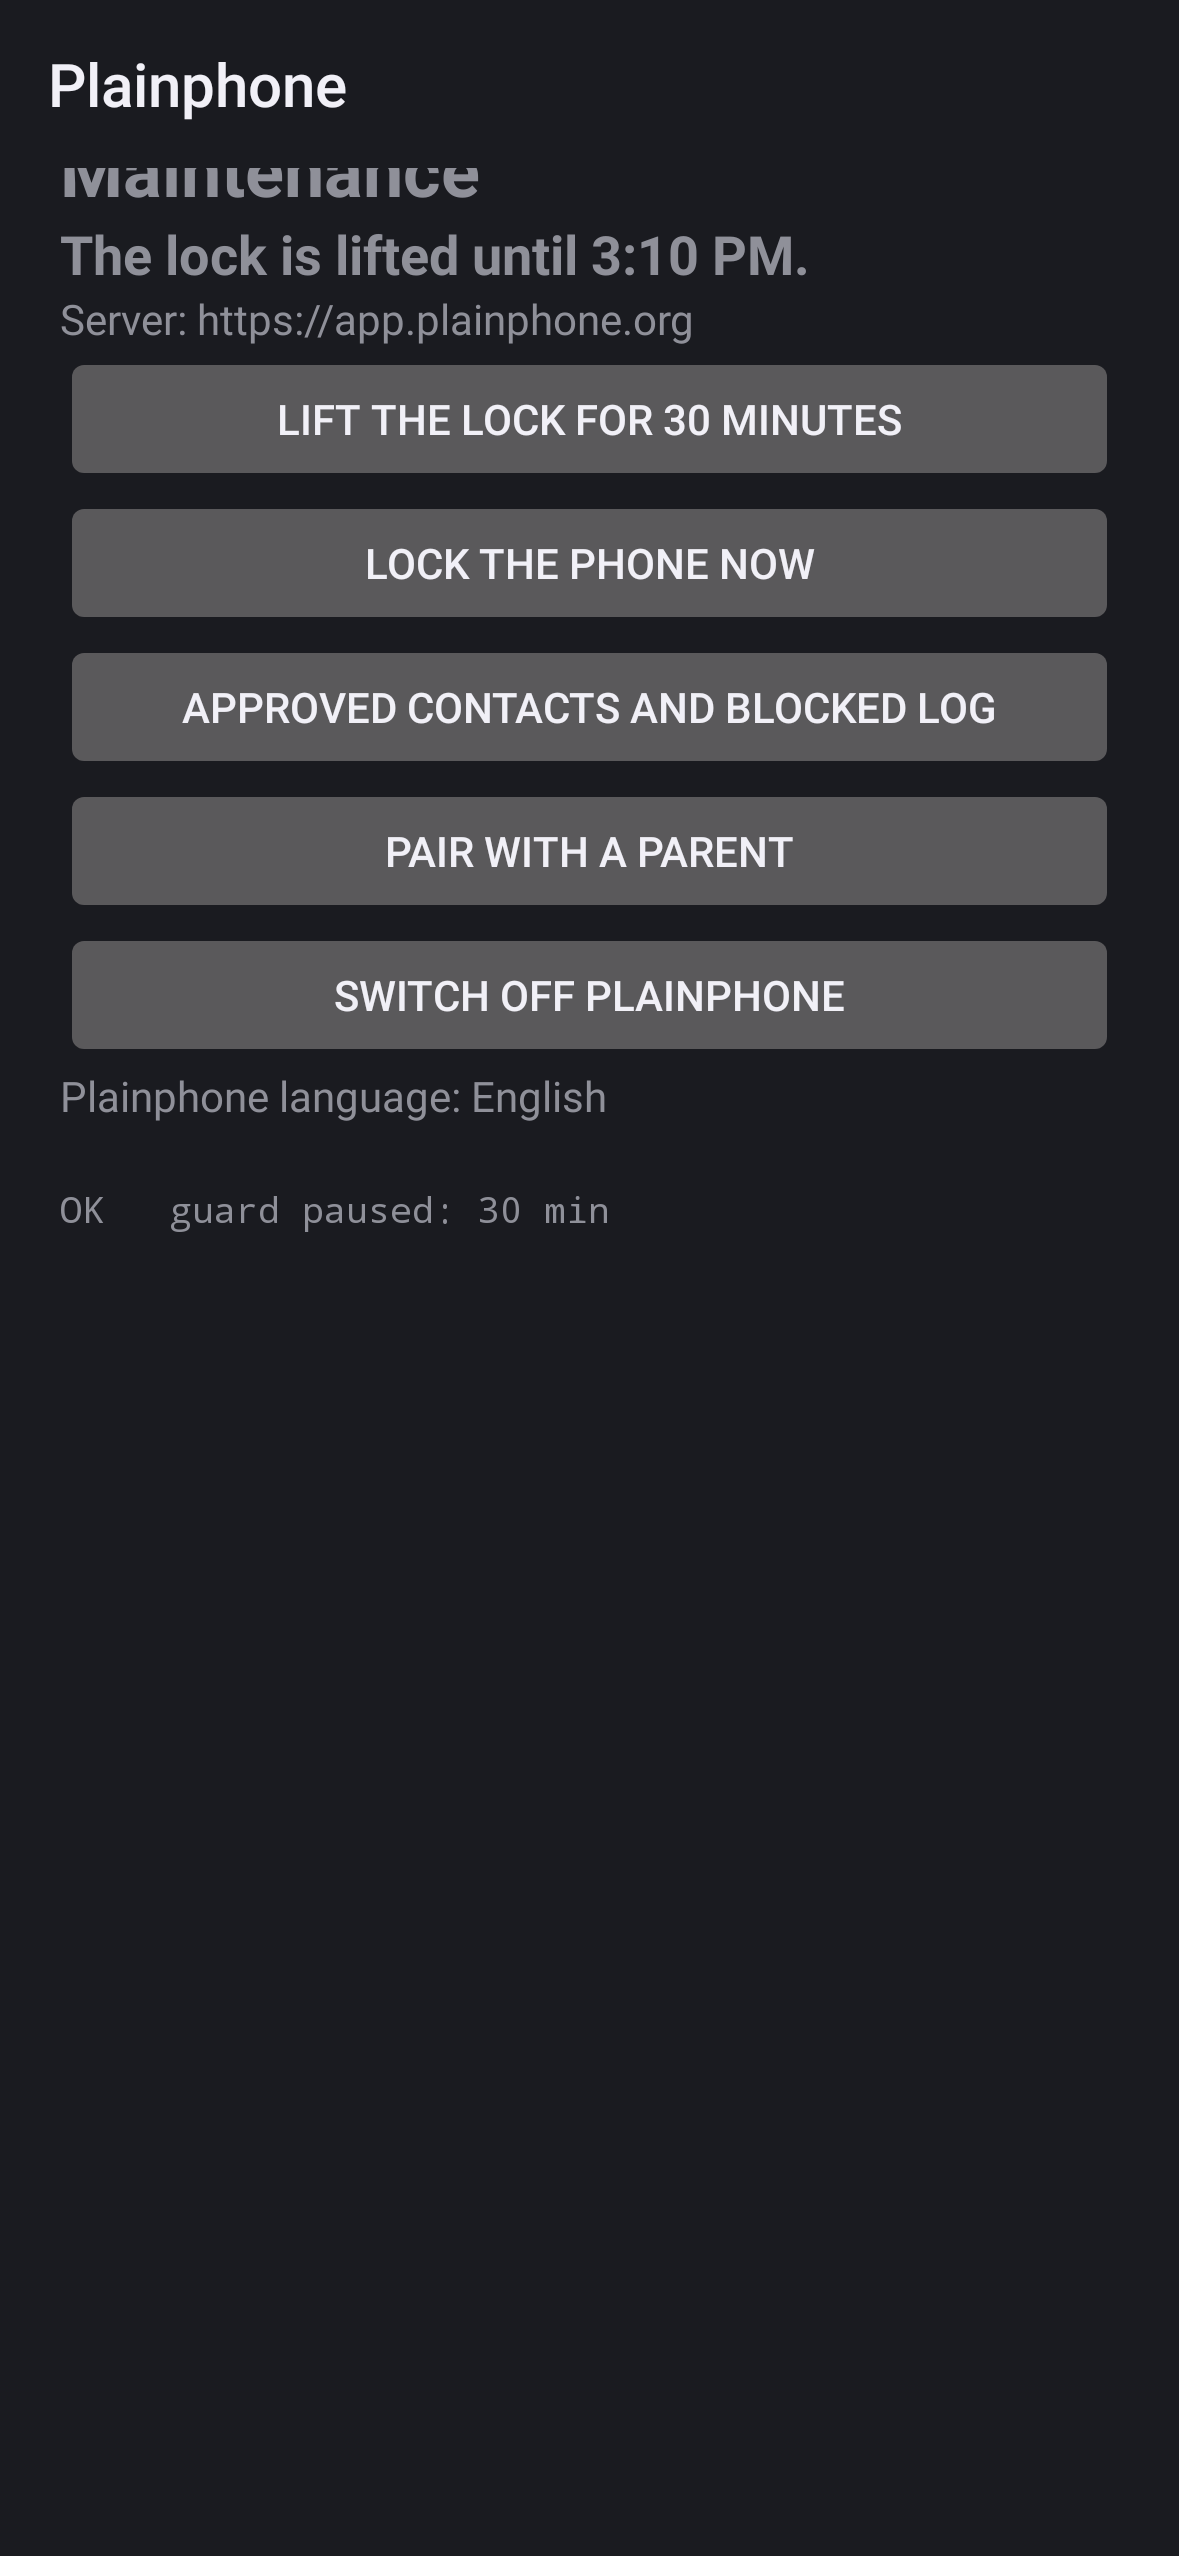 Plainphone
Maintenance
The lock is lifted until 3:10 PM.
Server: https://app.plainphone.org
LIFT THE LOCK FOR 30 MINUTES
LOCK THE PHONE NOW
APPROVED CONTACTS AND BLOCKED LOG
PAIR WITH A PARENT
SWITCH OFF PLAINPHONE
Plainphone language: English
OK   guard paused: 30 min